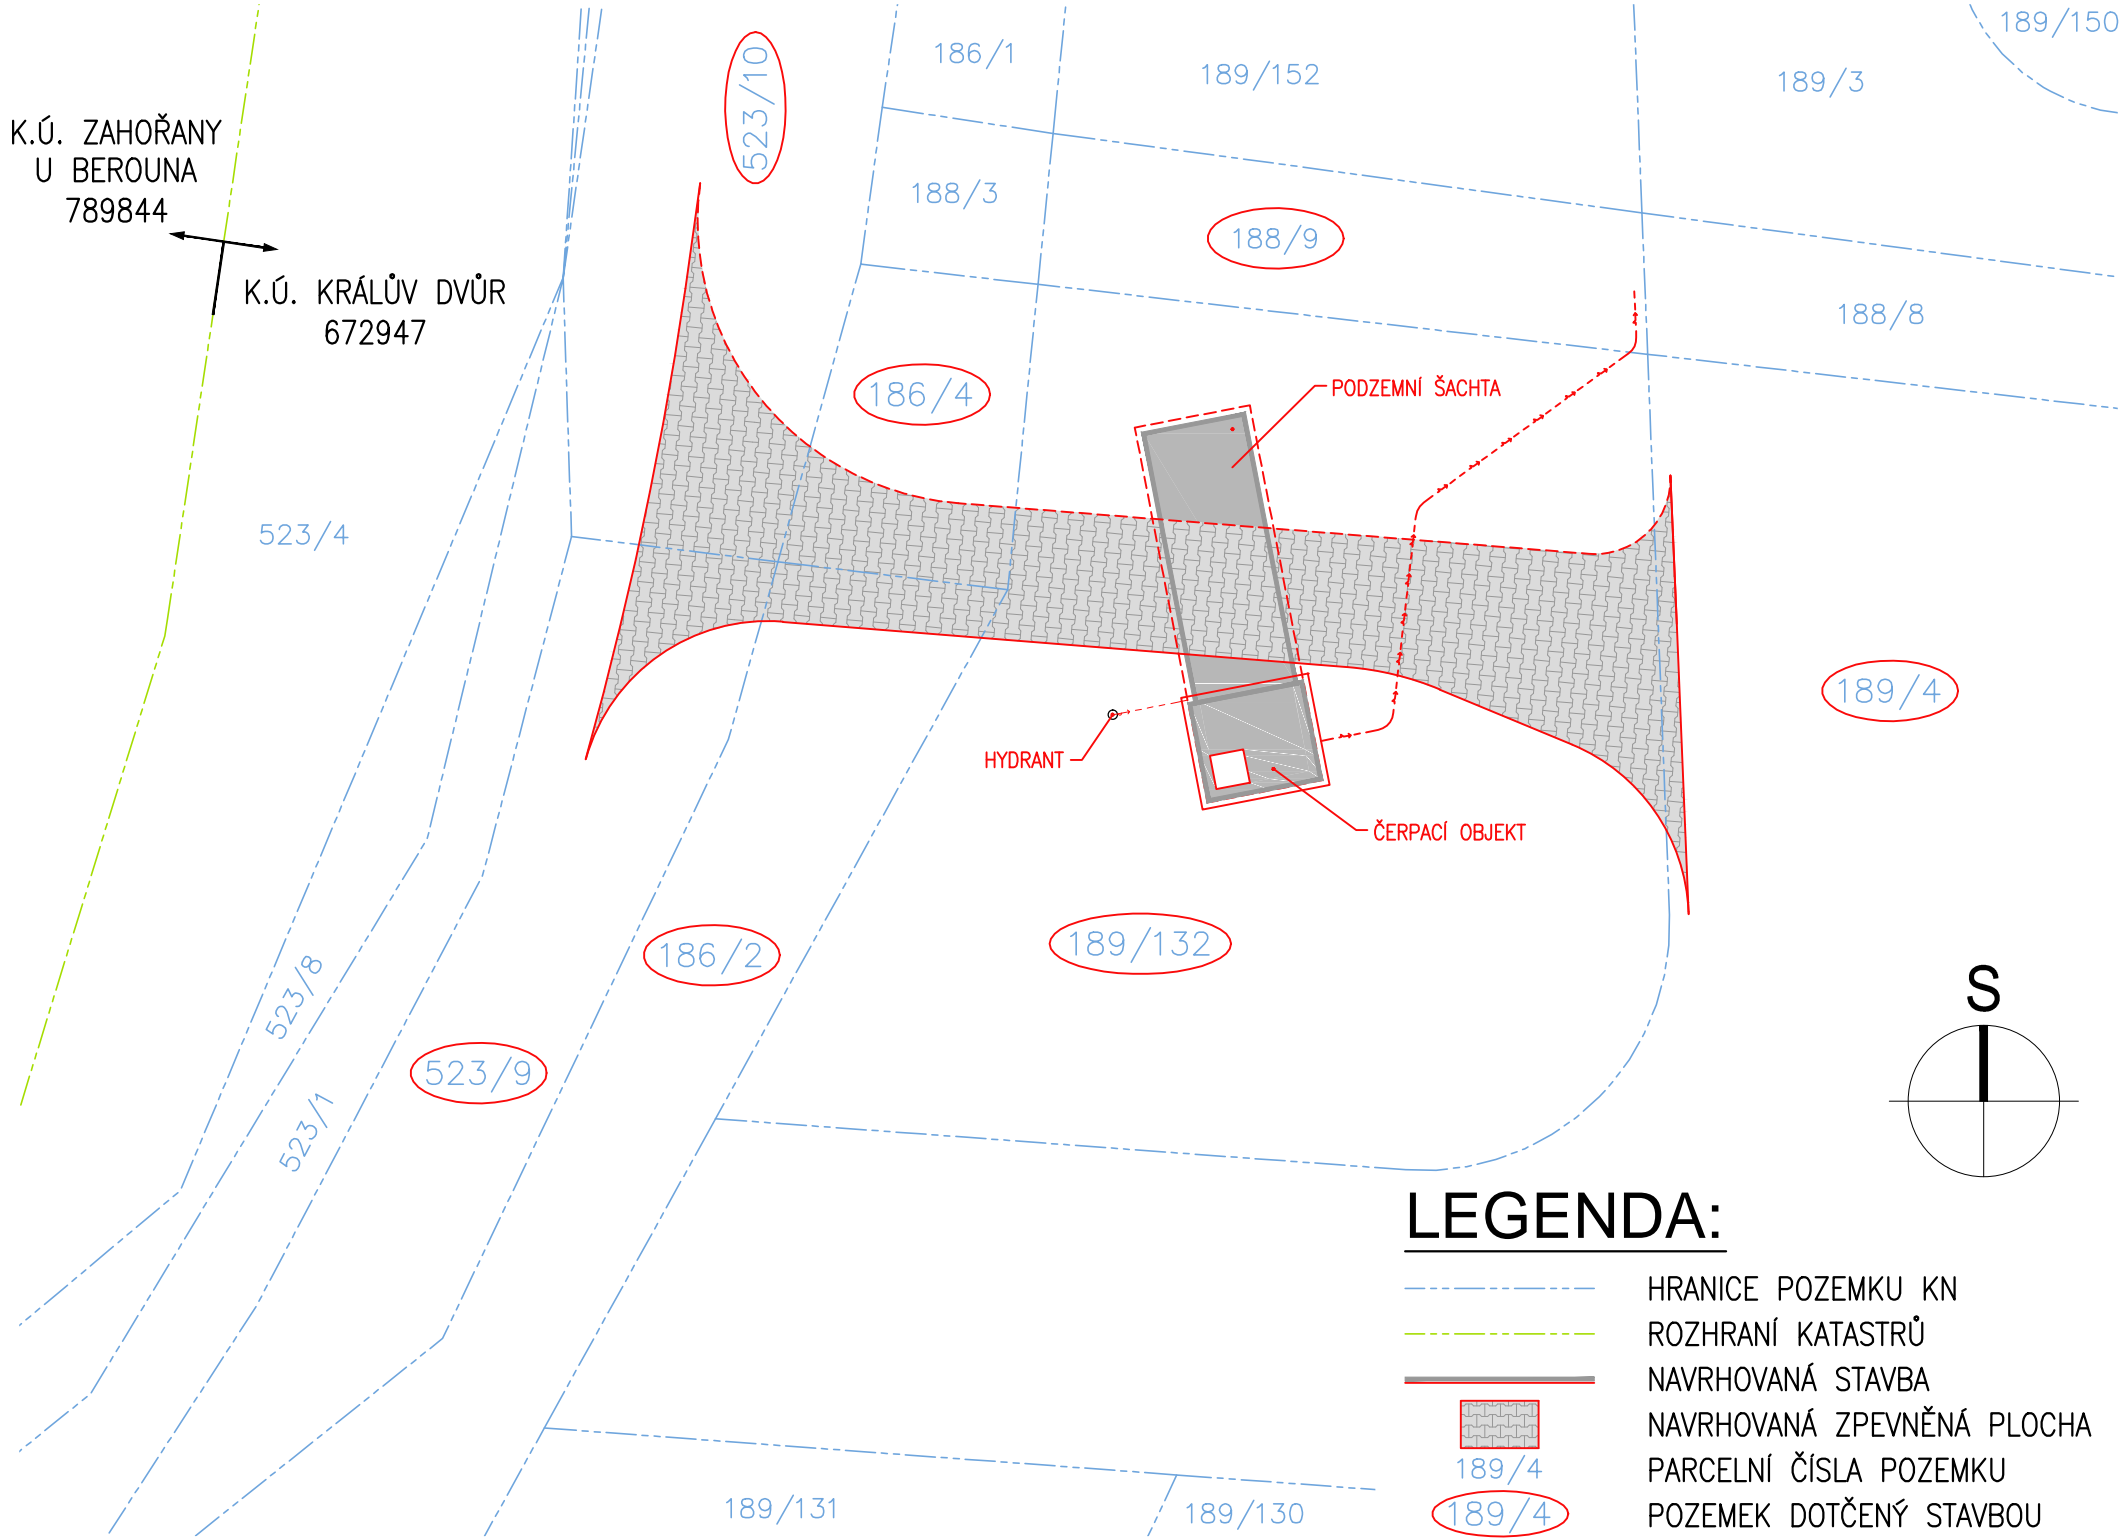 189/150
186/1
189/152
189/3
523/10
K.Ú. ZAHOŘANY
U BEROUNA
789844
188/3
188/9
K.Ú. KRÁLŮV DVŮR
672947
188/8
186/4
PODZEMNÍ ŠACHTA
523/4
189/4
HYDRANT
ČERPACÍ OBJEKT
186/2
189/132
523/8
S
523/9
523/1
LEGENDA:
HRANICE POZEMKU KN
ROZHRANÍ KATASTRŮ
NAVRHOVANÁ STAVBA
NAVRHOVANÁ ZPEVNĚNÁ PLOCHA
189/4 PARCELNÍ ČÍSLA POZEMKU
189/4 POZEMEK DOTČENÝ STAVBOU
189/131
189/130